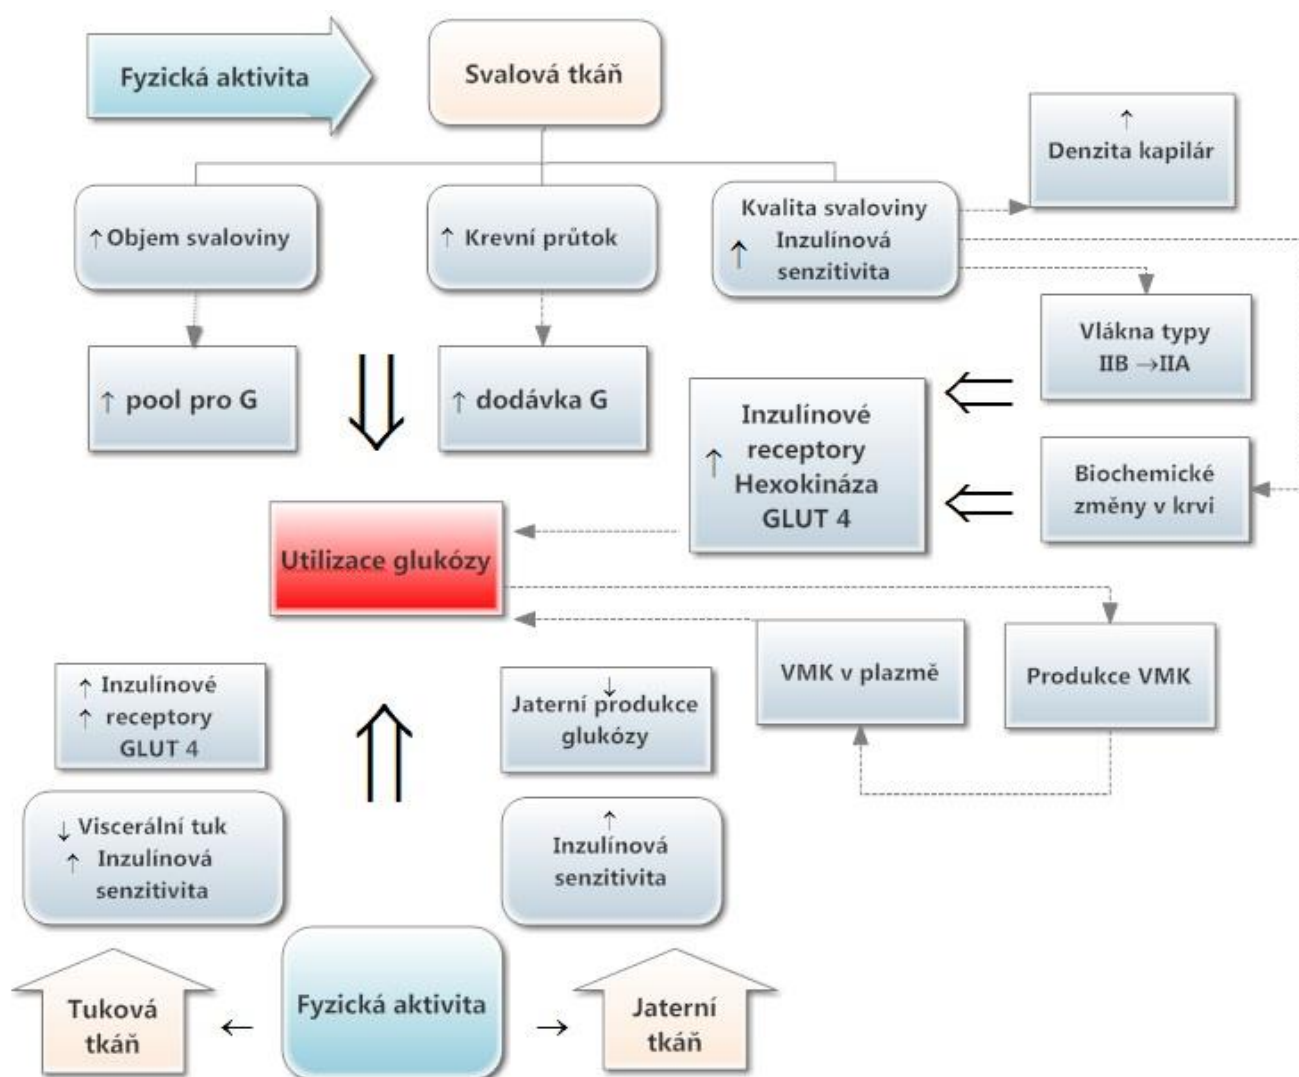 Fyzická aktivita
Svalová tkáň
↑
Denzita kapilár
↑ Objem svaloviny
↑ Krevní průtok
Kvalita svaloviny
↑ Inzulínová
senzitivita
Vlákna typy
IIB →IIA
↑ pool pro G
↑ dodávka G
Inzulínové
receptory
↑ Hexokináza
GLUT 4
Biochemické
změny v krvi
Utilizace glukózy
↑ Inzulínové
↑ receptory
GLUT 4
↓
Jaterní produkce
glukózy
VMK v plazmě
Produkce VMK
↓ Viscerální tuk
↑ Inzulínová
senzitivita
↑
Inzulínová
senzitivita
Tuková
tkáň
←
Fyzická aktivita
→
Jaterní
tkáň